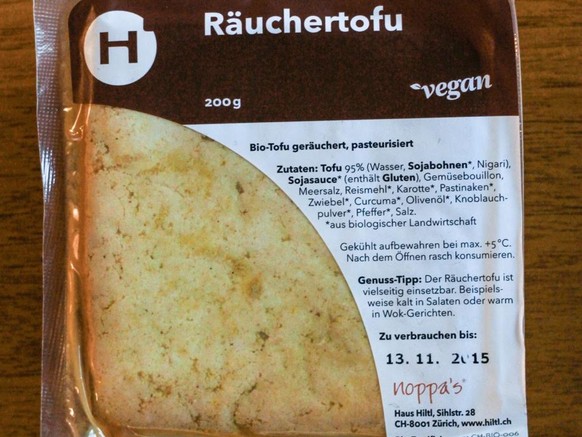 H
Räuchertofu
200g
vegan
Bio-Tofu geräuchert, pasteurisiert
Zutaten: Tofu 95% (Wasser, Sojabohnen*, Nigari),
Sojasauce* (enthält Gluten), Gemüsebouillon,
Meersalz, Reismehl*, Karotte*, Pastinaken*,
Zwiebel*, Curcuma*, Olivenöl*, Knoblauch-
pulver*, Pfeffer*, Salz.
*aus biologischer Landwirtschaft
Gekühlt aufbewahren bei max. +5°C.
Nach dem Öffnen rasch konsumieren.
Genuss-Tipp: Der Räuchertofu ist
vielseitig einsetzbar. Beispiels-
weise kalt in Salaten oder warm
in Wok-Gerichten.
Zu verbrauchen bis:
13. 11. 2015
noppa's
Haus Hiltl, Sihlstr. 28
CH-8001 Zürich, www.hiltl.ch